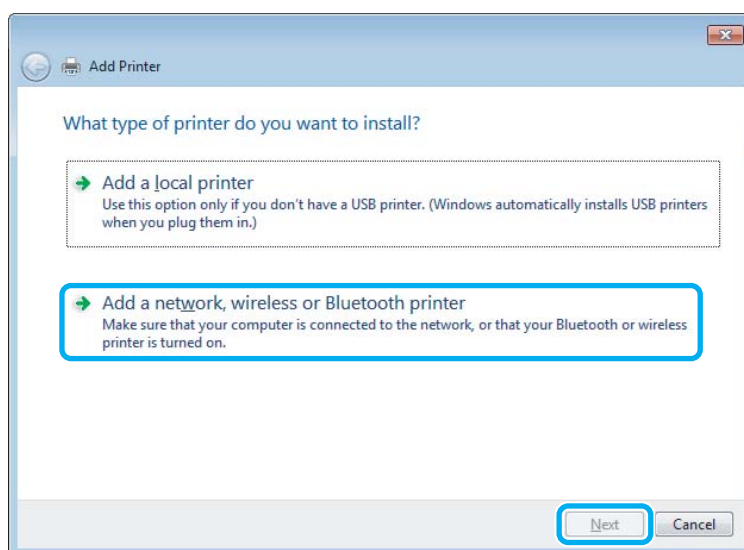 Add Printer
What type of printer do you want to install?
Add a local printer
Use this option only if you don't have a USB printer. (Windows automatically installs USB printers
when you plug them in.)
Add a network, wireless or Bluetooth printer
Make sure that your computer is connected to the network, or that your Bluetooth or wireless
printer is turned on.
Next Cancel